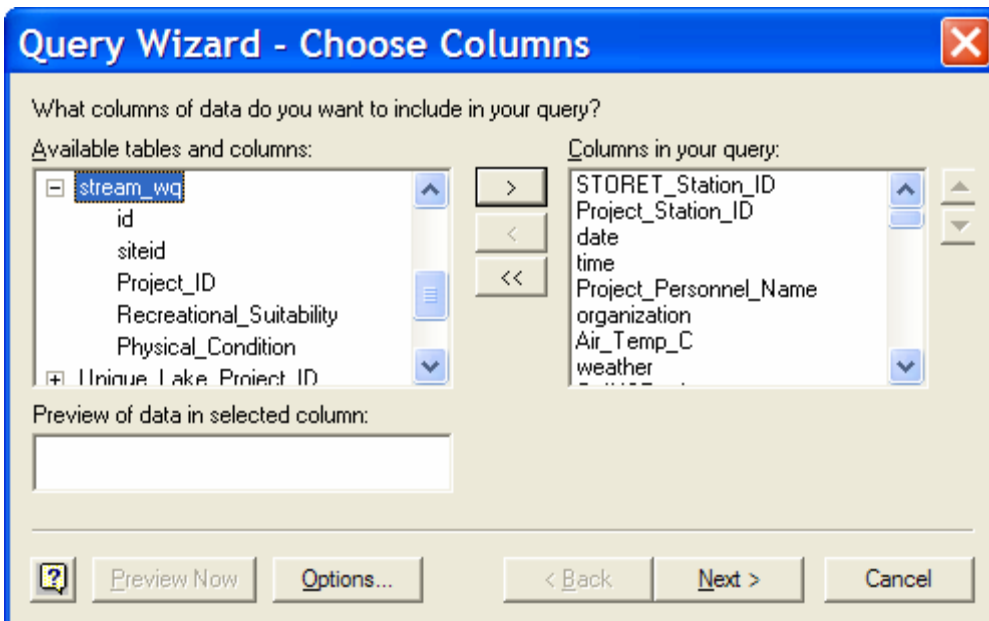 Query Wizard - Choose Columns
What columns of data do you want to include in your query?
Available tables and columns:
stream_wq
id
siteid
Project_ID
Recreational_Suitability
Physical_Condition
Unique_Lake_Project_ID
>
<
<<
Columns in your query:
STORET_Station_ID
Project_Station_ID
date
time
Project_Personnel_Name
organization
Air_Temp_C
weather
Preview of data in selected column:
Preview Now
Options...
< Back
Next >
Cancel